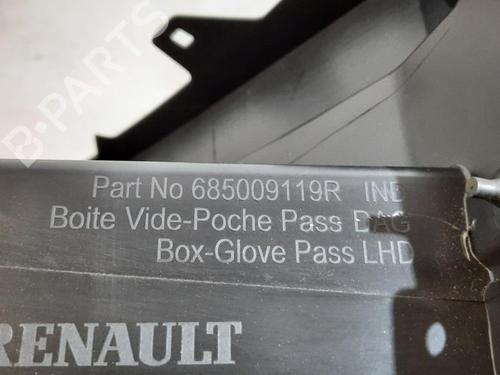 B-PARTS
Part No 685009119R IND
Boite Vide-Poche Pass DAG
Box-Glove Pass LHD
RENAULT